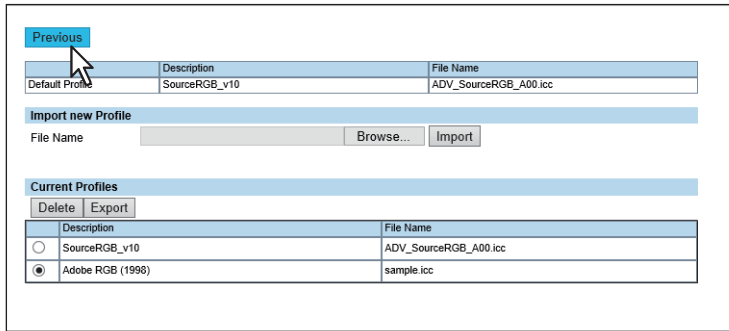 Previous
Description File Name
Default Profile SourceRGB_v10 ADV_SourceRGB_A00.icc
Import new Profile
File Name Browse... Import
Current Profiles
Delete Export
Description File Name
SourceRGB_v10 ADV_SourceRGB_A00.icc
Adobe RGB (1998) sample.icc